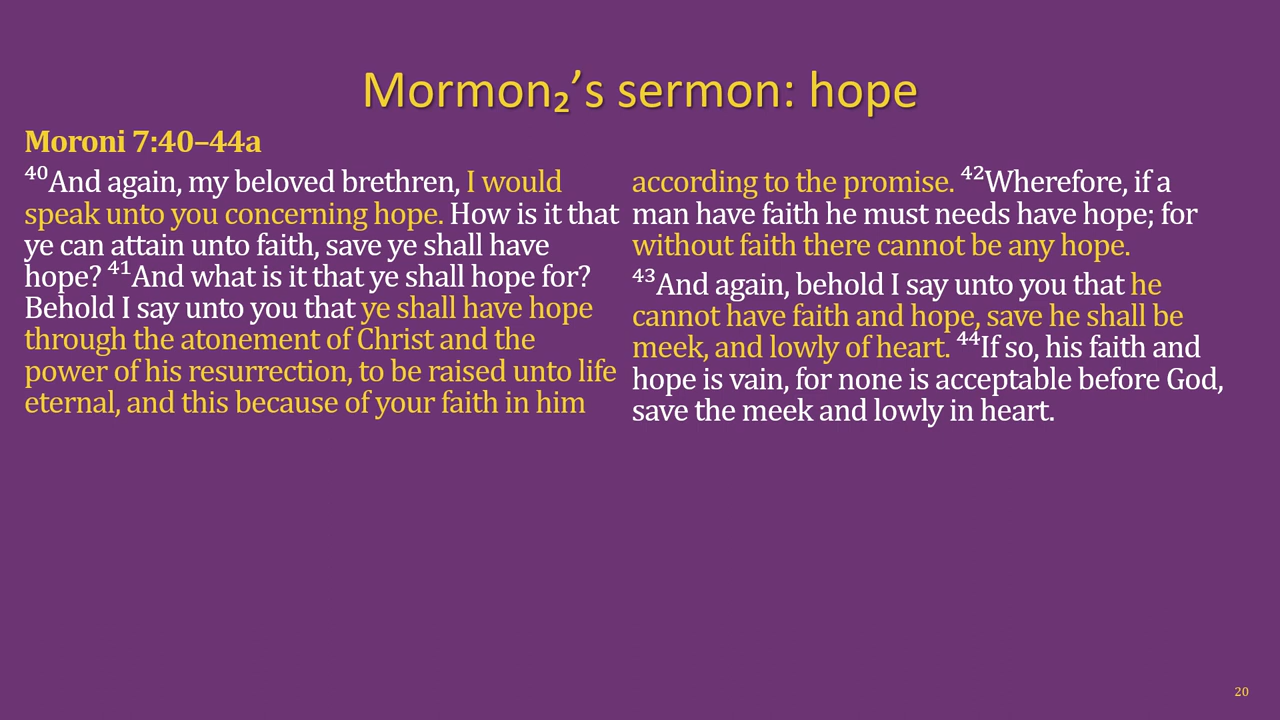 Mormon₂’s sermon: hope
Moroni 7:40–44a
⁴⁰And again, my beloved brethren, I would
speak unto you concerning hope. How is it that
ye can attain unto faith, save ye shall have
hope? ⁴¹And what is it that ye shall hope for?
Behold I say unto you that ye shall have hope
through the atonement of Christ and the
power of his resurrection, to be raised unto life
eternal, and this because of your faith in him
according to the promise. ⁴²Wherefore, if a
man have faith he must needs have hope; for
without faith there cannot be any hope.
⁴³And again, behold I say unto you that he
cannot have faith and hope, save he shall be
meek, and lowly of heart. ⁴⁴If so, his faith and
hope is vain, for none is acceptable before God,
save the meek and lowly in heart.
20